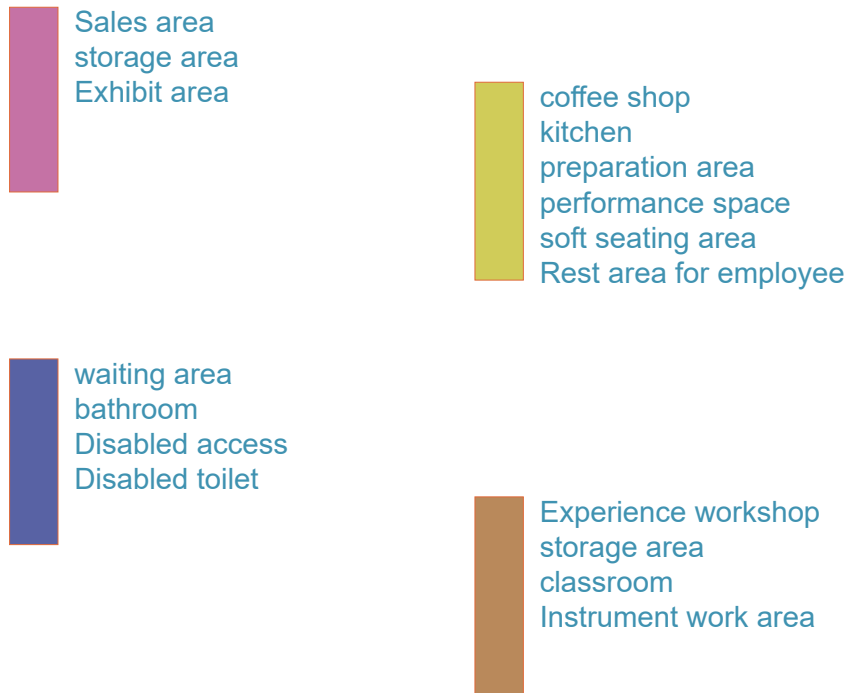 Sales area
storage area
Exhibit area
coffee shop
kitchen
preparation area
performance space
soft seating area
Rest area for employee
waiting area
bathroom
Disabled access
Disabled toilet
Experience workshop
storage area
classroom
Instrument work area